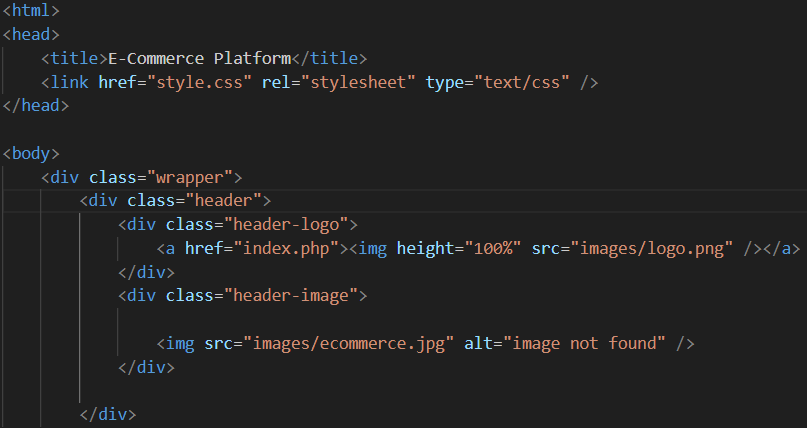 <html>
<head>
    <title>E-Commerce Platform</title>
    <link href="style.css" rel="stylesheet" type="text/css" />
</head>

<body>
    <div class="wrapper">
        <div class="header">
            <div class="header-logo">
                <a href="index.php"><img height="100%" src="images/logo.png" /></a>
            </div>
            <div class="header-image">

                <img src="images/ecommerce.jpg" alt="image not found" />
            </div>

        </div>